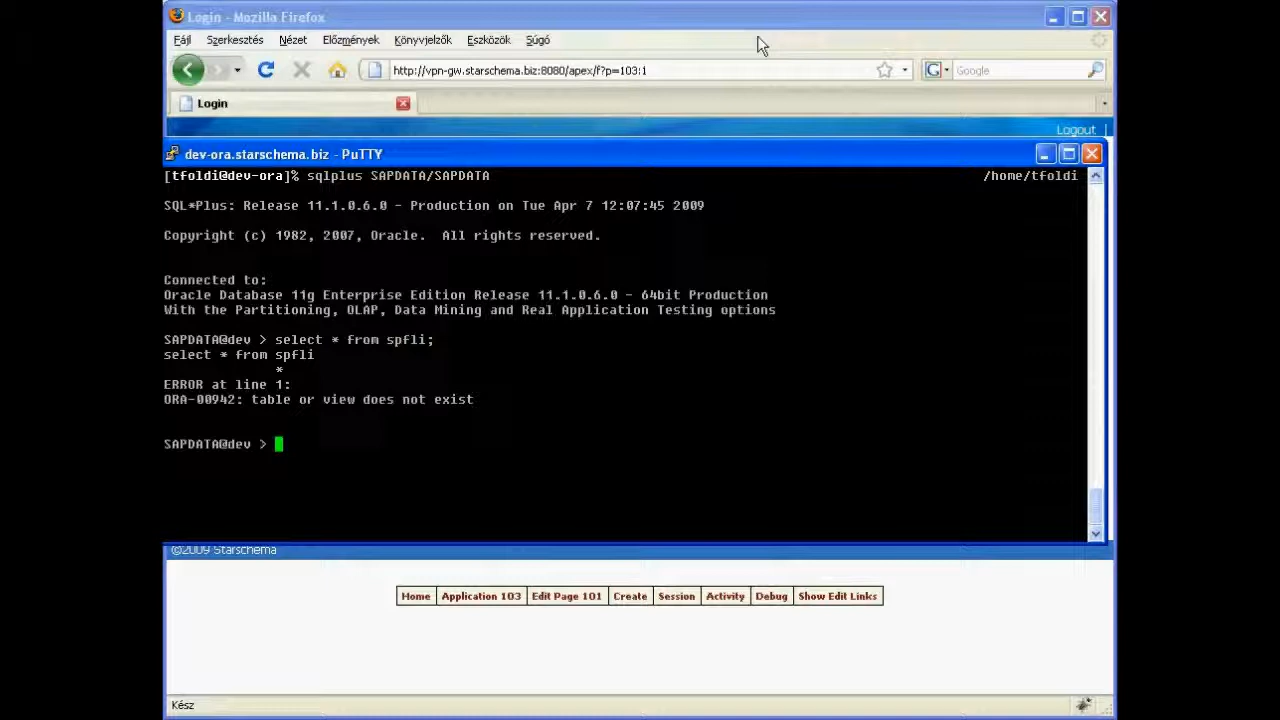 Login - Mozilla Firefox
Fájl Szerkesztés Nézet Előzmények Könyvjelzők Eszközök Súgó
http://vpn-gw.starschema.biz:8080/apex/f?p=103:1
Google
Login
Logout |
dev-ora.starschema.biz - PuTTY
[tfoldi@dev-ora]% sqlplus SAPDATA/SAPDATA /home/tfoldi
SQL*Plus: Release 11.1.0.6.0 - Production on Tue Apr 7 12:07:45 2009
Copyright (c) 1982, 2007, Oracle. All rights reserved.
Connected to:
Oracle Database 11g Enterprise Edition Release 11.1.0.6.0 - 64bit Production
With the Partitioning, OLAP, Data Mining and Real Application Testing options
SAPDATA@dev > select * from spfli;
select * from spfli
*
ERROR at line 1:
ORA-00942: table or view does not exist
SAPDATA@dev >
©2009 Starschema
Home Application 103 Edit Page 101 Create Session Activity Debug Show Edit Links
Kész